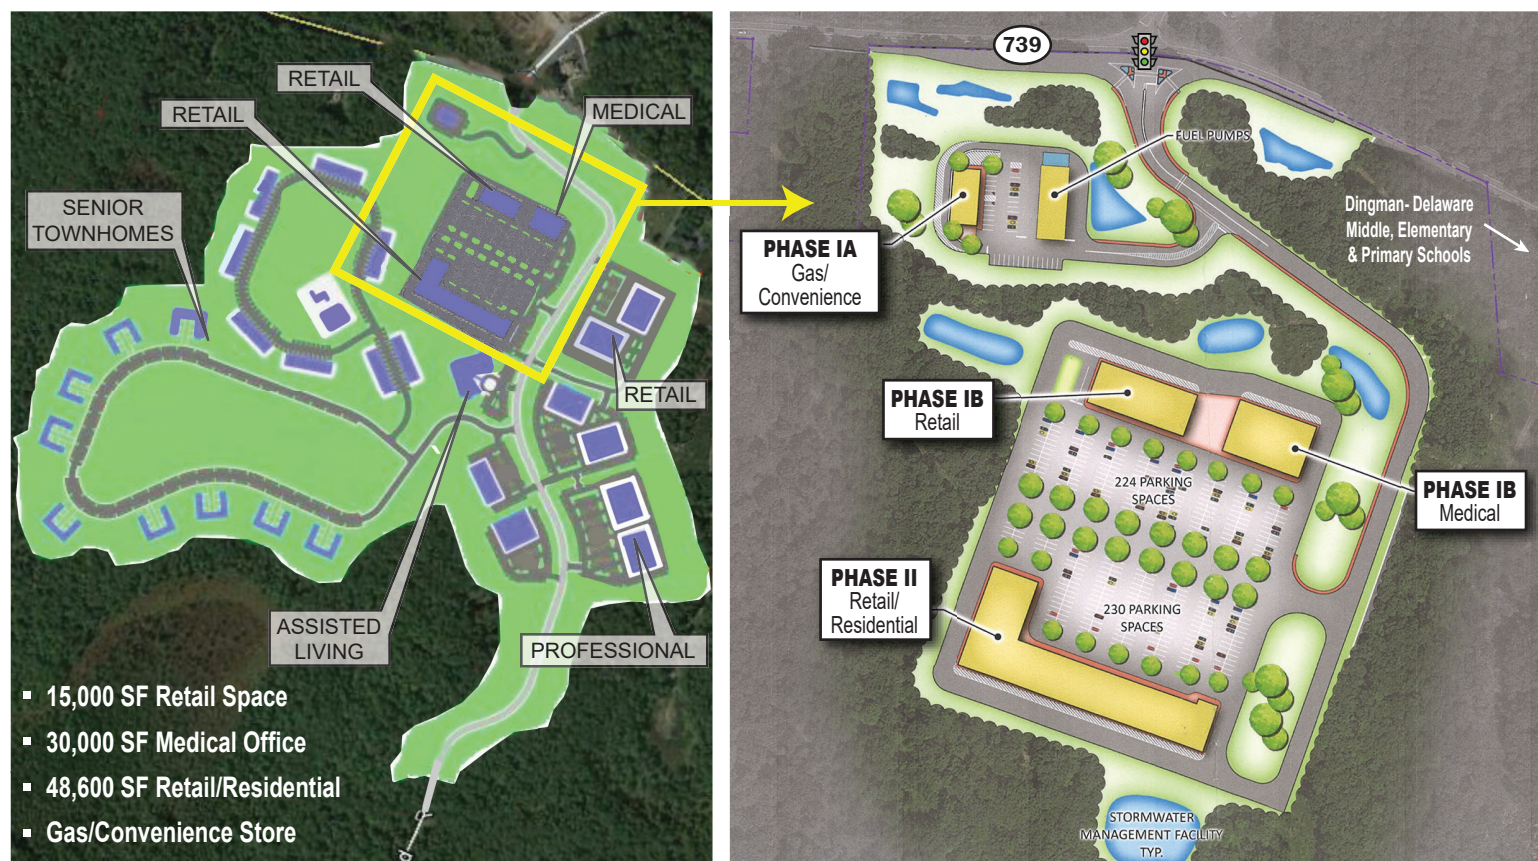 RETAIL
RETAIL
MEDICAL
SENIOR
TOWNHOMES
RETAIL
ASSISTED
LIVING
PROFESSIONAL
▪ 15,000 SF Retail Space
▪ 30,000 SF Medical Office
▪ 48,600 SF Retail/Residential
▪ Gas/Convenience Store
739
FUEL PUMPS
Dingman- Delaware
Middle, Elementary
& Primary Schools
PHASE IA
Gas/
Convenience
PHASE IB
Retail
224 PARKING
SPACES
PHASE IB
Medical
PHASE II
Retail/
Residential
230 PARKING
SPACES
STORMWATER
MANAGEMENT FACILITY
TYP.